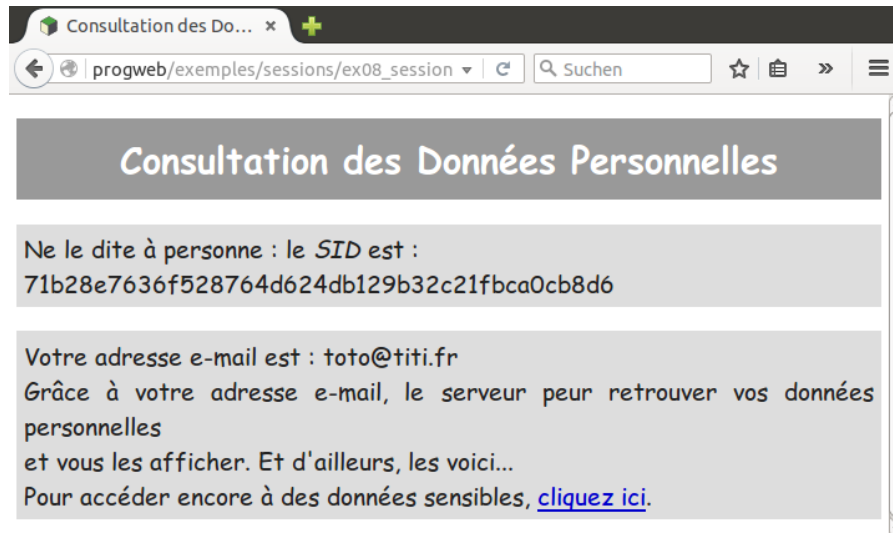 Consultation des Do... ×
progweb/exemples/sessions/ex08_session
Suchen
Consultation des Données Personnelles
Ne le dite à personne : le SID est :
71b28e7636f528764d624db129b32c21fbca0cb8d6
Votre adresse e-mail est : toto@titi.fr
Grâce à votre adresse e-mail, le serveur peur retrouver vos données
personnelles
et vous les afficher. Et d'ailleurs, les voici...
Pour accéder encore à des données sensibles, cliquez ici.